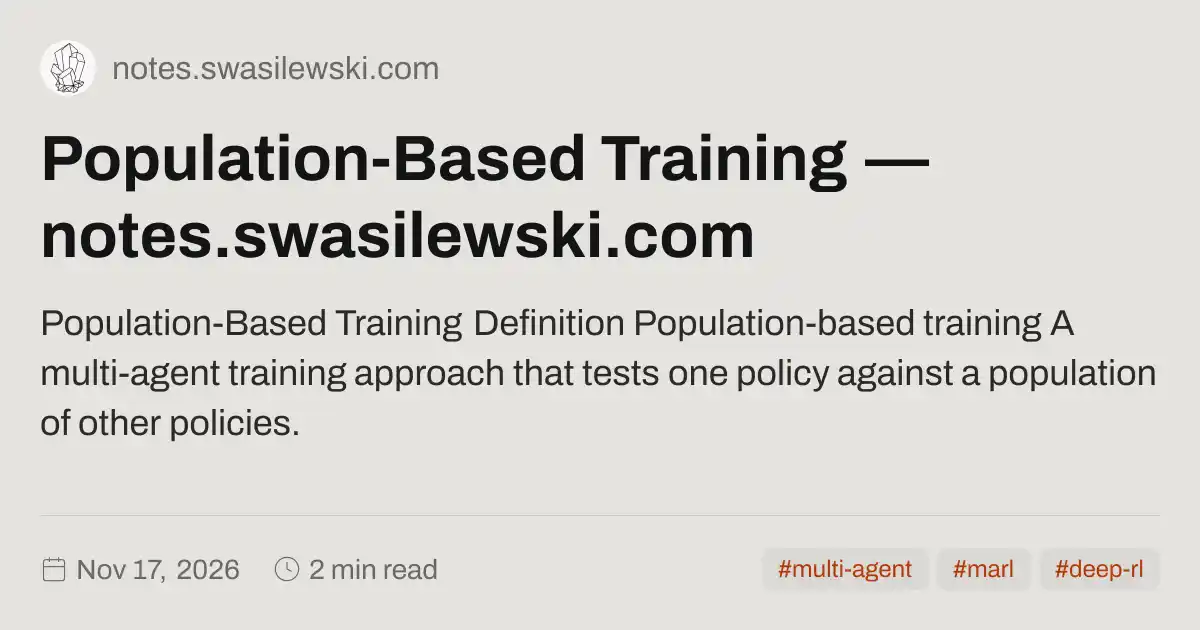 notes.swasilewski.com
Population-Based Training —
notes.swasilewski.com
Population-Based Training Definition Population-based training A
multi-agent training approach that tests one policy against a population
of other policies.
Nov 17, 2026
2 min read
#multi-agent
#marl
#deep-rl